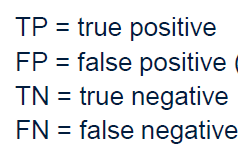 TP = true positive
FP = false positive (
TN = true negative
FN = false negative